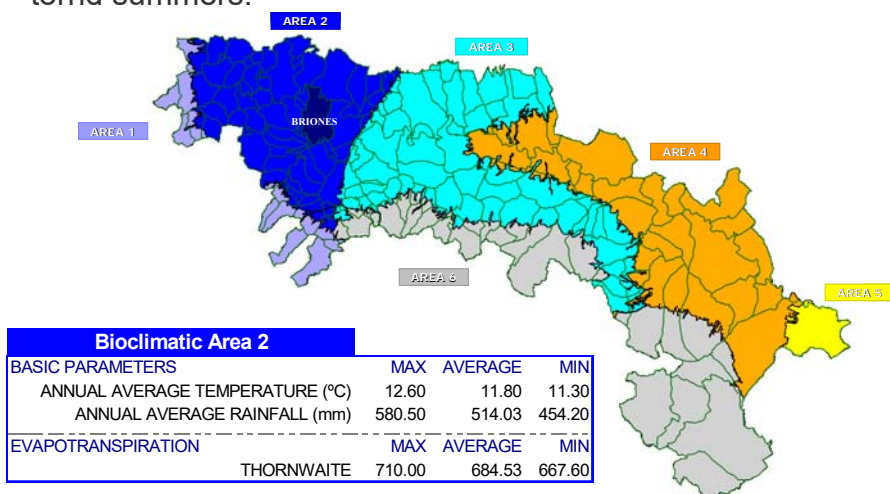 torrid summers.
AREA 2
AREA 3
BRIONES
AREA 1
AREA 4
AREA 6
AREA 5
Bioclimatic Area 2
BASIC PARAMETERS MAX AVERAGE MIN
ANNUAL AVERAGE TEMPERATURE (ºC) 12.60 11.80 11.30
ANNUAL AVERAGE RAINFALL (mm) 580.50 514.03 454.20
EVAPOTRANSPIRATION MAX AVERAGE MIN
THORNWAITE 710.00 684.53 667.60